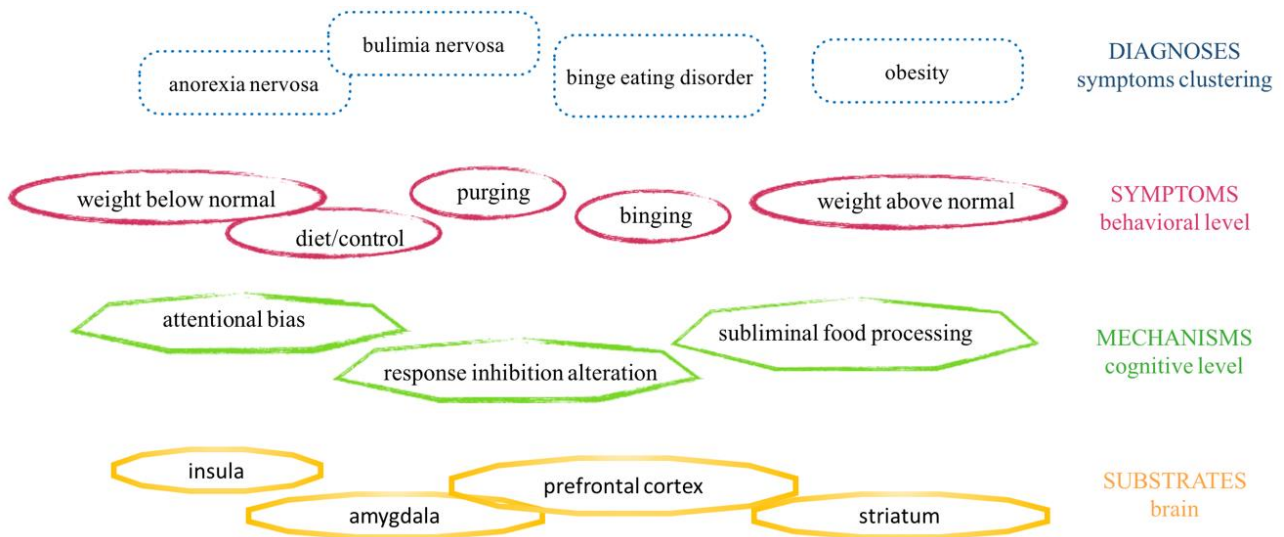 bulimia nervosa
anorexia nervosa
binge eating disorder
obesity
DIAGNOSES
symptoms clustering
weight below normal
diet/control
purging
binging
weight above normal
SYMPTOMS
behavioral level
attentional bias
response inhibition alteration
subliminal food processing
MECHANISMS
cognitive level
insula
amygdala
prefrontal cortex
striatum
SUBSTRATES
brain